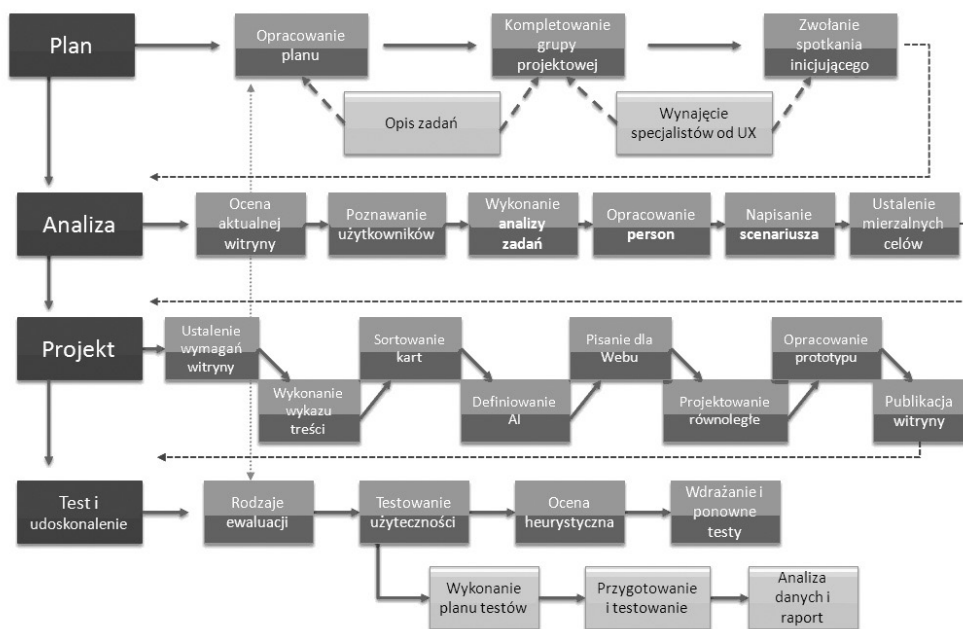 Plan
Opracowanie
planu
Kompletowanie
grupy
projektowej
Zwołanie
spotkania
inicjującego
Opis zadań
Wynajęcie
specjalistów od UX
Analiza
Ocena
aktualnej
witryny
Poznawanie
użytkowników
Wykonanie
analizy
zadań
Opracowanie
person
Napisanie
scenariusza
Ustalenie
mierzalnych
celów
Projekt
Ustalenie
wymagań
witryny
Wykonanie
wykazu
treści
Sortowanie
kart
Definiowanie
AI
Pisanie dla
Webu
Projektowanie
równoległe
Opracowanie
prototypu
Publikacja
witryny
Test i
udoskonalenie
Rodzaje
ewaluacji
Testowanie
użyteczności
Ocena
heurystyczna
Wdrażanie i
ponowne
testy
Wykonanie
planu testów
Przygotowanie
i testowanie
Analiza
danych i
raport